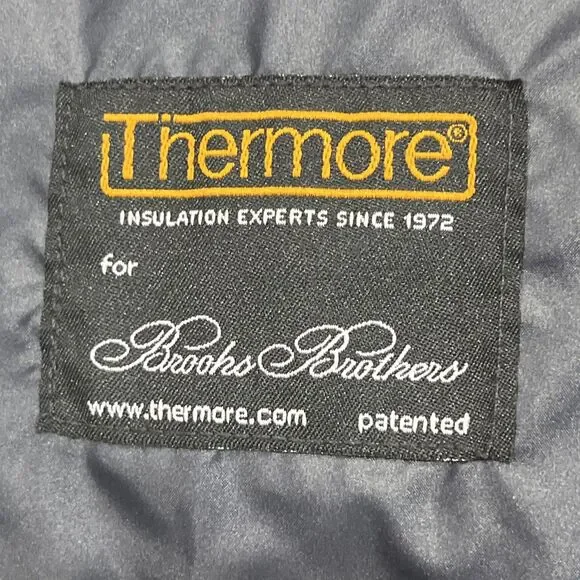 Thermore®
INSULATION EXPERTS SINCE 1972
for
Brooks Brothers
www.thermore.com patented